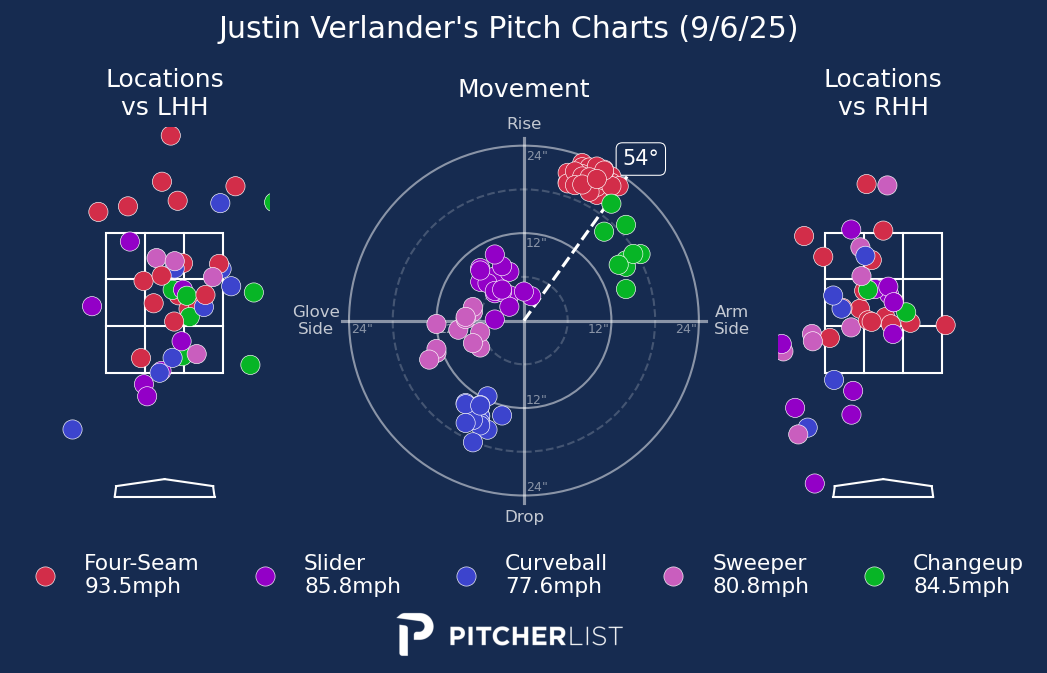 Justin Verlander's Pitch Charts (9/6/25)
Locations
vs LHH
Movement
Locations
vs RHH
Rise
24"
54°
12"
Glove
Side
24"
12"
24"
Arm
Side
12"
24"
Drop
Four-Seam
93.5mph
Slider
85.8mph
Curveball
77.6mph
Sweeper
80.8mph
Changeup
84.5mph
PITCHERLIST